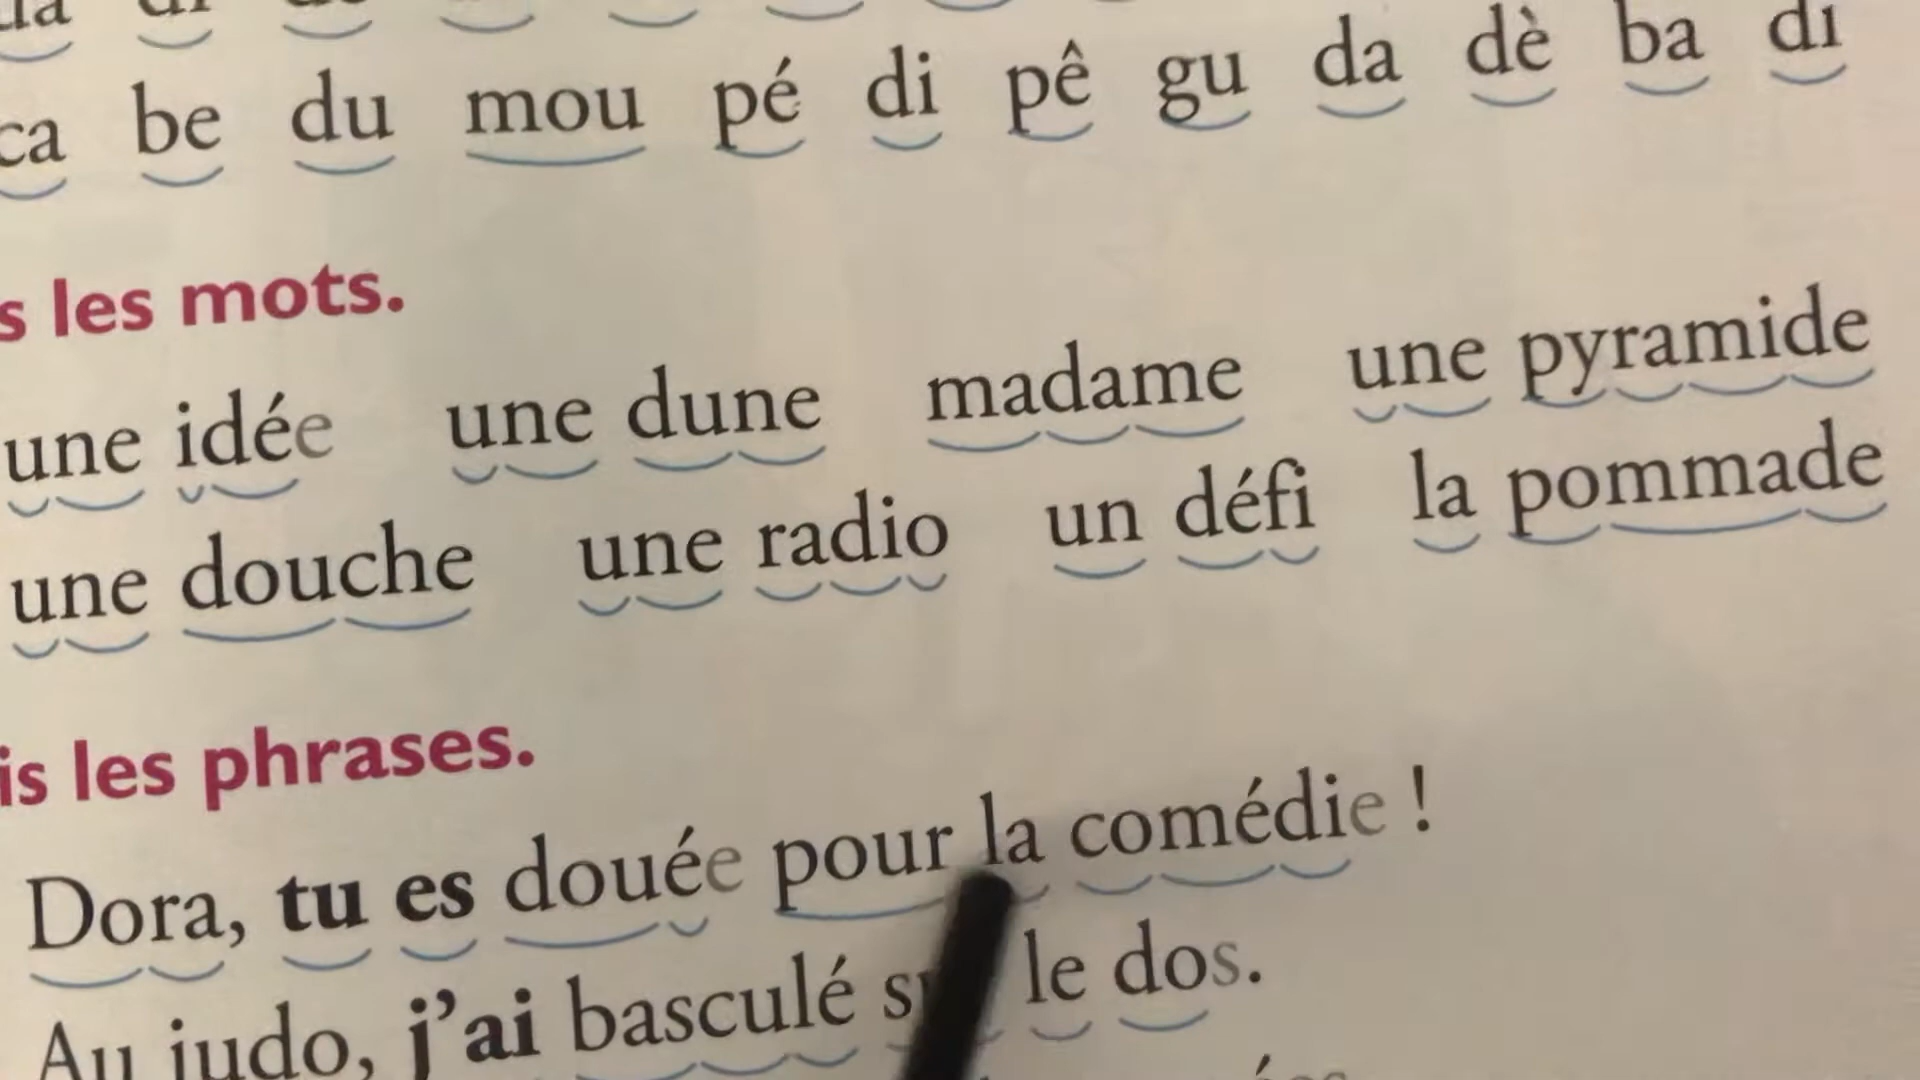 ca be du mou pé di pê gu da dè ba di
s les mots.
une idée une dune madame une pyramide
une douche une radio un défi la pommade
is les phrases.
Dora, tu es douée pour la comédie !
Au judo, j'ai basculé le dos.